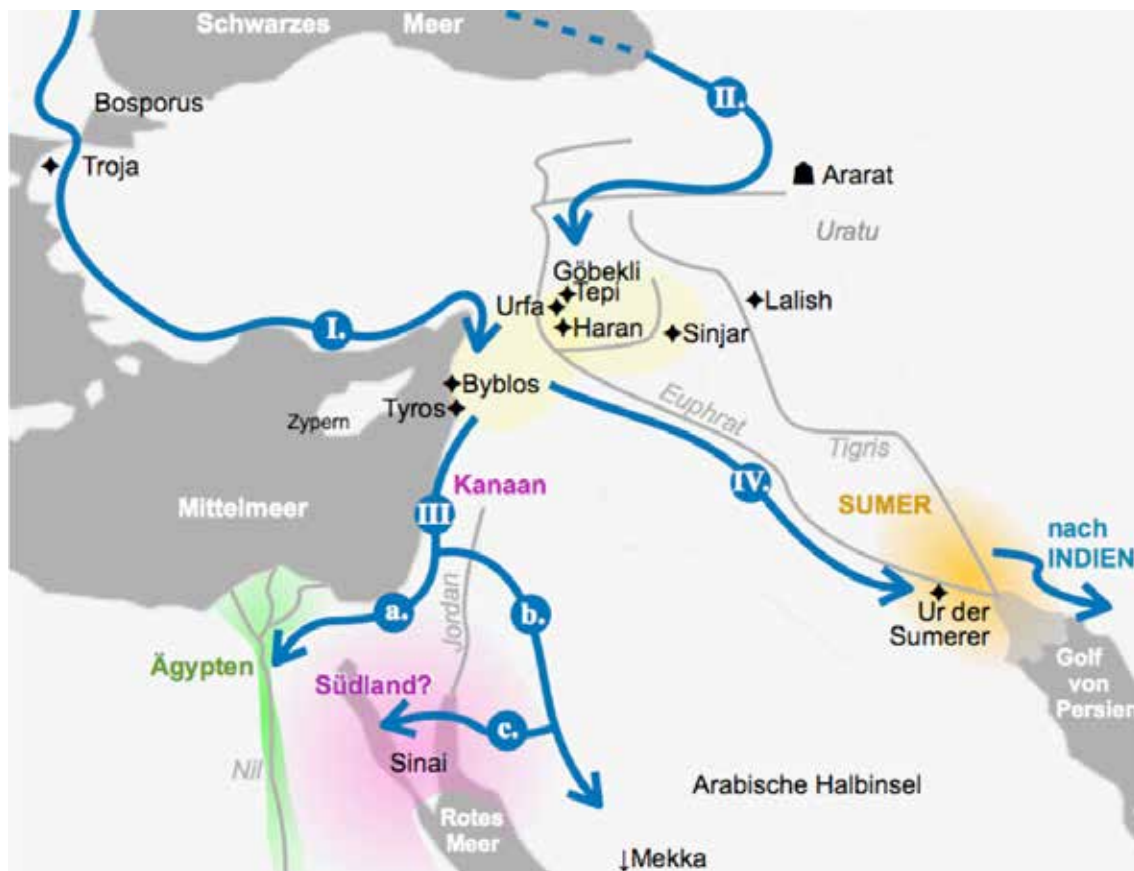 Schwarzes Meer
II.
Bosporus
Troja
Ararat
Uratu
Göbekli
Tepi
Urfa
Lalish
Haran
Sinjar
I.
Byblos
Tyros
Zypern
Euphrat
Tigris
IV.
Kanaan
III
SUMER
Mittelmeer
nach
INDIEN
Jordan
a.
b.
Ur der
Sumerer
Ägypten
Südland?
Golf
von
Persien
c.
Sinai
Nil
Arabische Halbinsel
Rotes
Meer
↓Mekka